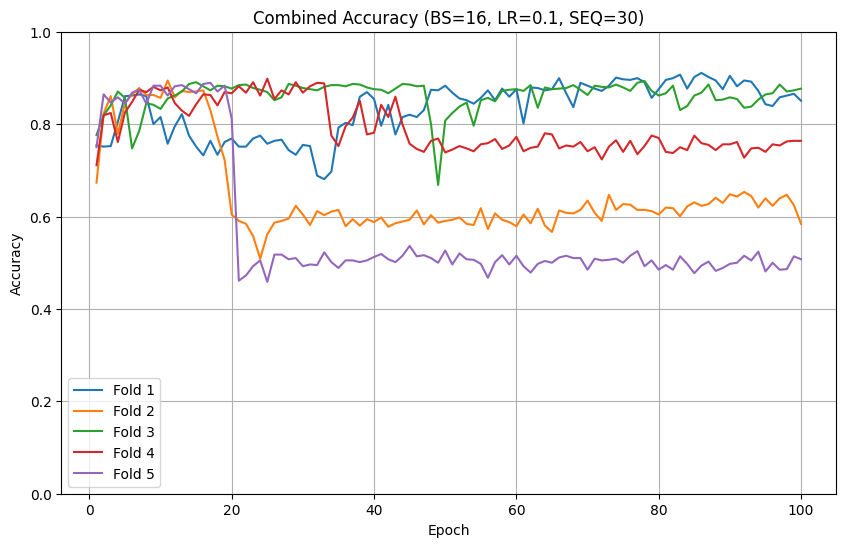 Combined Accuracy (BS=16, LR=0.1, SEQ=30)
1.0
0.8
0.6
0.4
0.2
0.0
Accuracy
Fold 1
Fold 2
Fold 3
Fold 4
Fold 5
0 20 40 60 80 100
Epoch